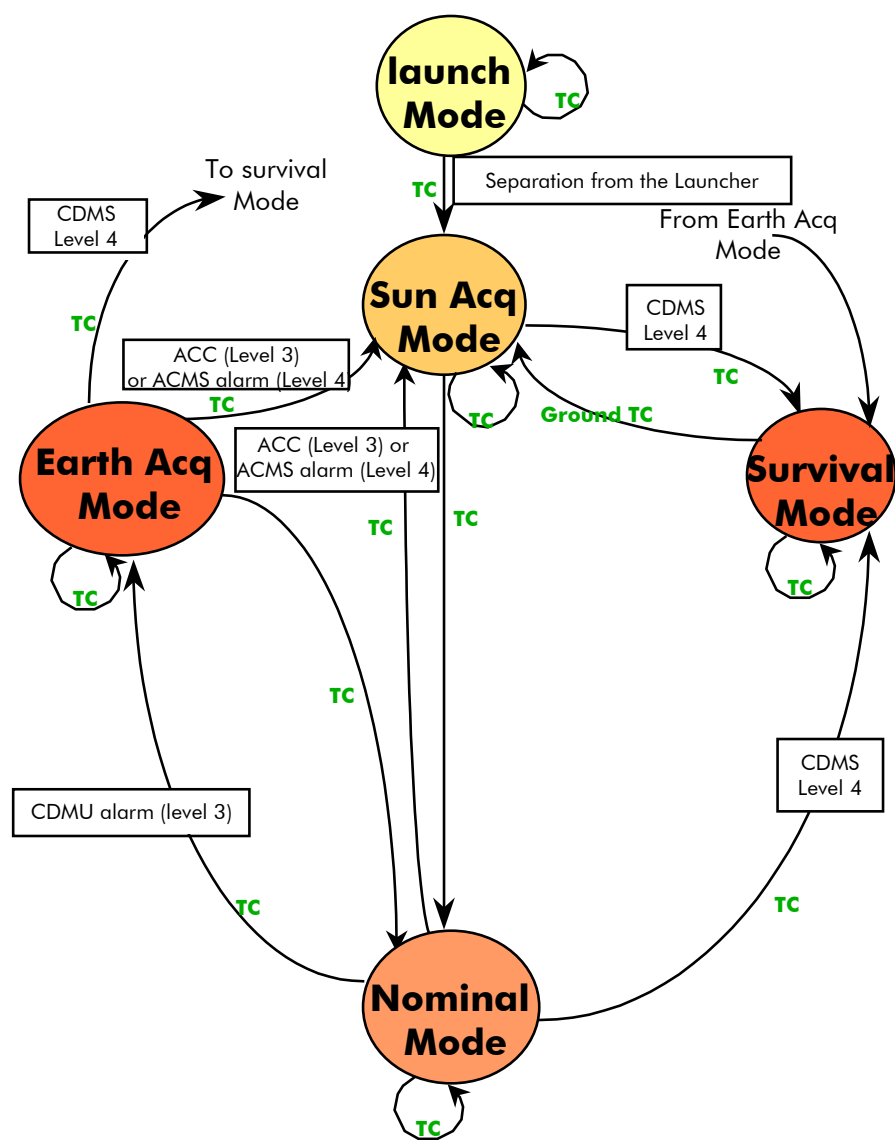 launch
Mode
TC
To survival
Mode
TC
Separation from the Launcher
CDMS
Level 4
From Earth Acq
Mode
Sun Acq
Mode
CDMS
Level 4
TC
ACC (Level 3)
or ACMS alarm (Level 4)
TC
TC
TC
Ground TC
ACC (Level 3) or
ACMS alarm (Level 4)
Earth Acq
Mode
Survival
Mode
TC
TC
TC
TC
TC
CDMS
Level 4
CDMU alarm (level 3)
TC
TC
Nominal
Mode
TC